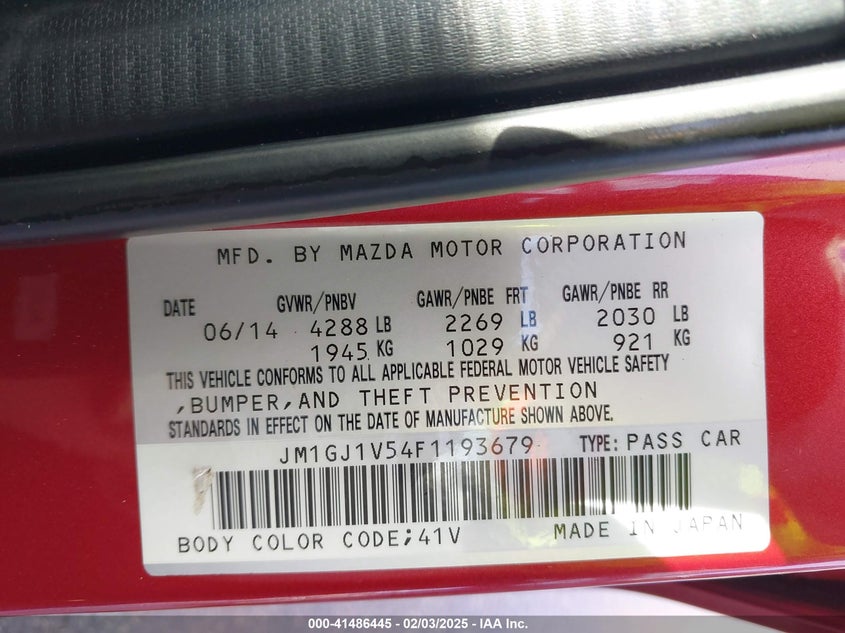 MFD. BY MAZDA MOTOR CORPORATION
DATE GVWR/PNBV GAWR/PNBE FRT GAWR/PNBE RR
06/14 4288 LB 2269 LB 2030 LB
1945 KG 1029 KG 921 KG
THIS VEHICLE CONFORMS TO ALL APPLICABLE FEDERAL MOTOR VEHICLE SAFETY
,BUMPER,AND THEFT PREVENTION
STANDARDS IN EFFECT ON THE DATE OF MANUFACTURE SHOWN ABOVE.
JM1GJ1V54F1193679 TYPE: PASS CAR
BODY COLOR CODE;41V MADE IN JAPAN
000-41486445 - 02/03/2025 - IAA Inc.